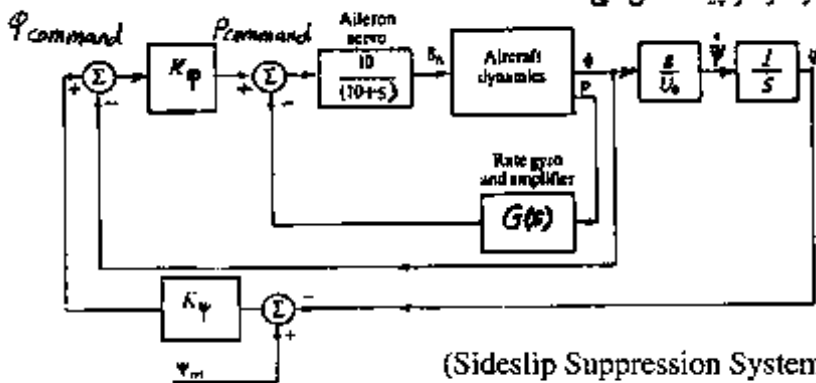 φcommand
Pcommand
Aileron
servo
Σ
Kφ
Σ
10
(10+s)
δA
Aircraft
dynamics
φ
P
g
U₀
ψ̇
1
S
ψ
Rate gyro
and amplifier
G(s)
Kψ
Σ
ψref
(Sideslip Suppression System